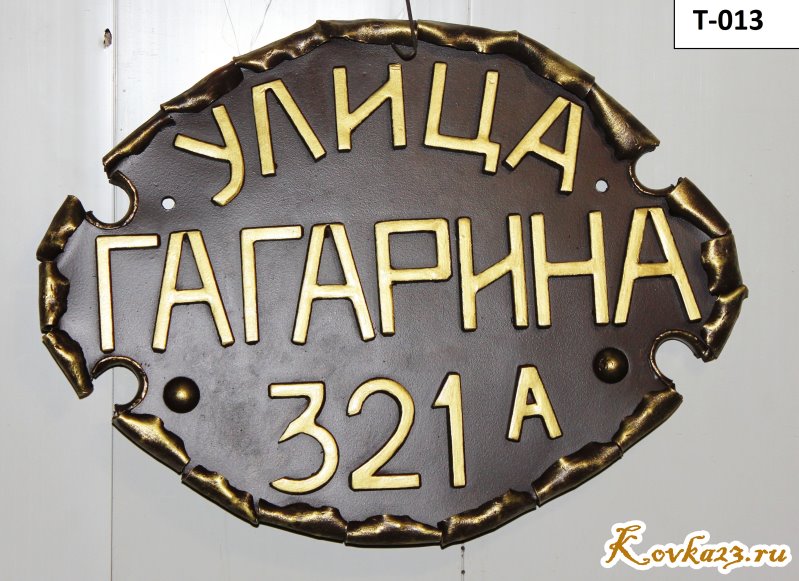 T-013
УЛИЦА
ГАГАРИНА
321 А
Kovka23.ru